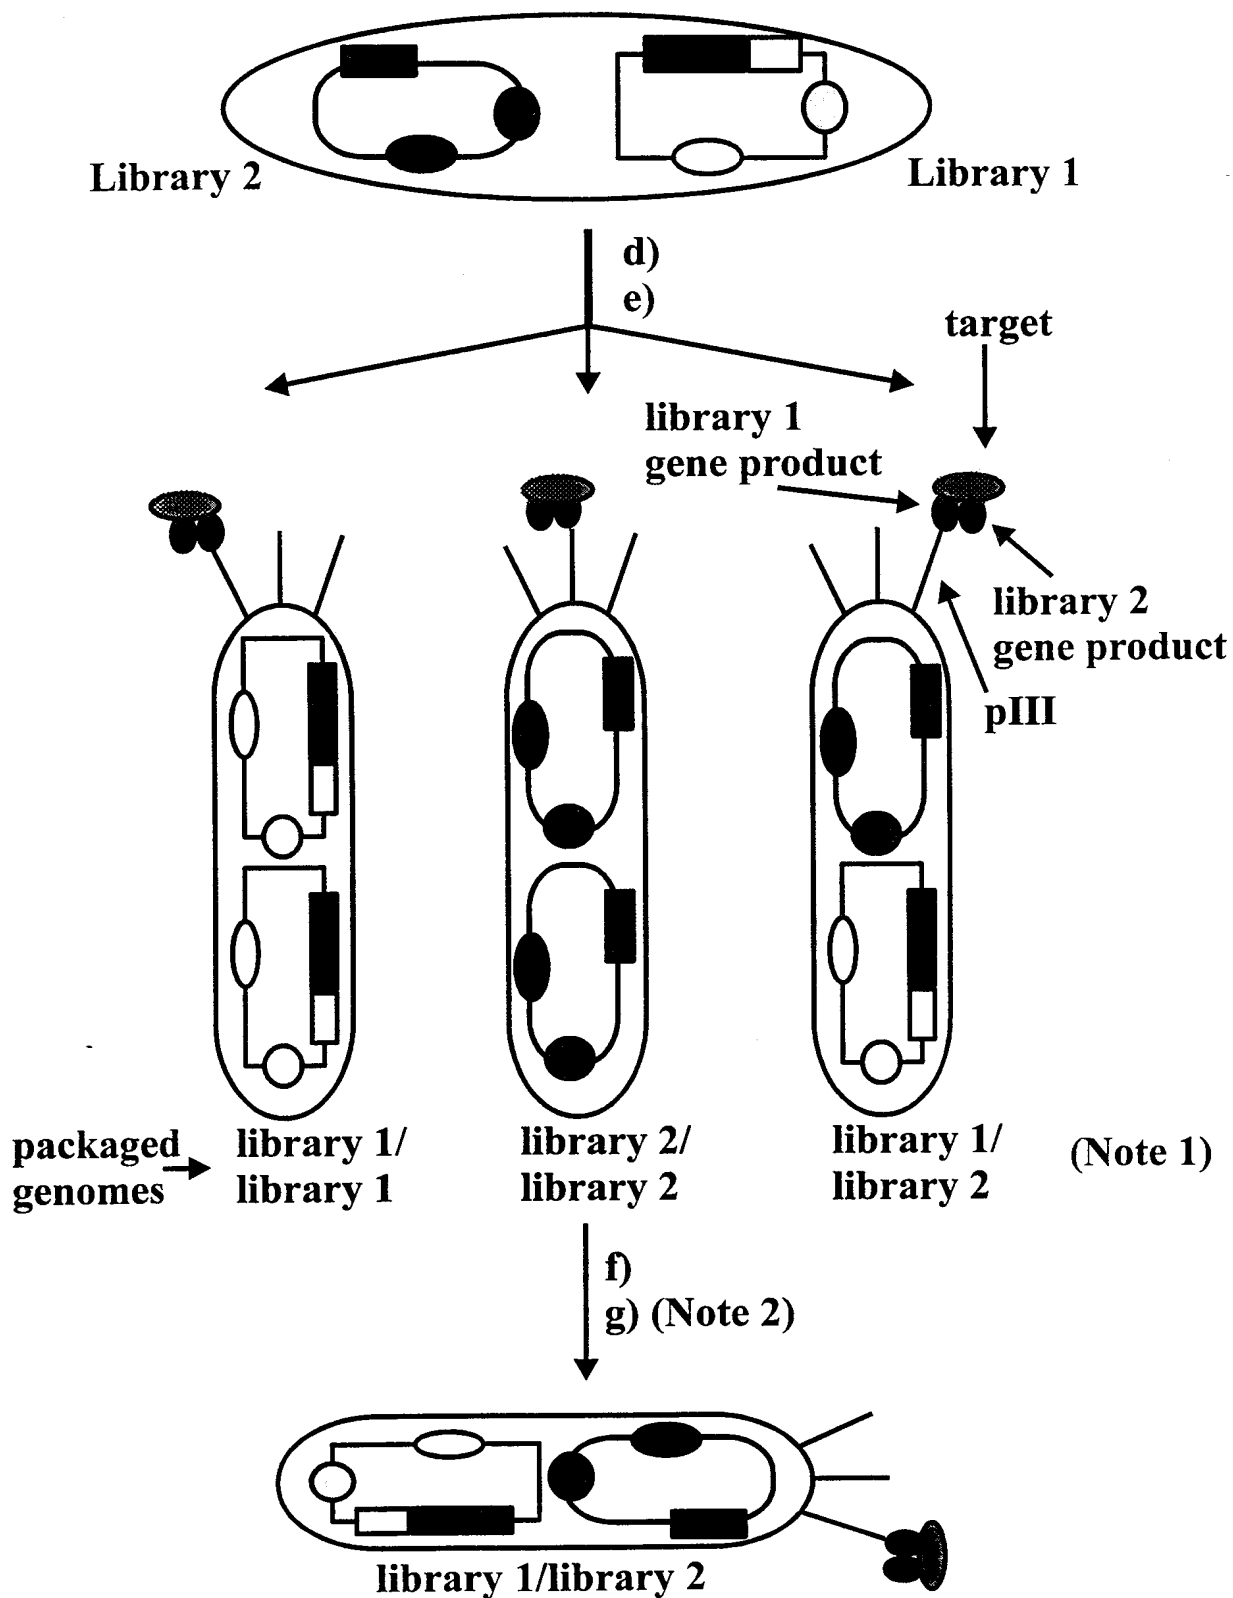 Library 2
Library 1
d)
e)
target
library 1
gene product
library 2
gene product
pIII
packaged
genomes
library 1/
library 1
library 2/
library 2
library 1/
library 2
(Note 1)
f)
g) (Note 2)
library 1/library 2